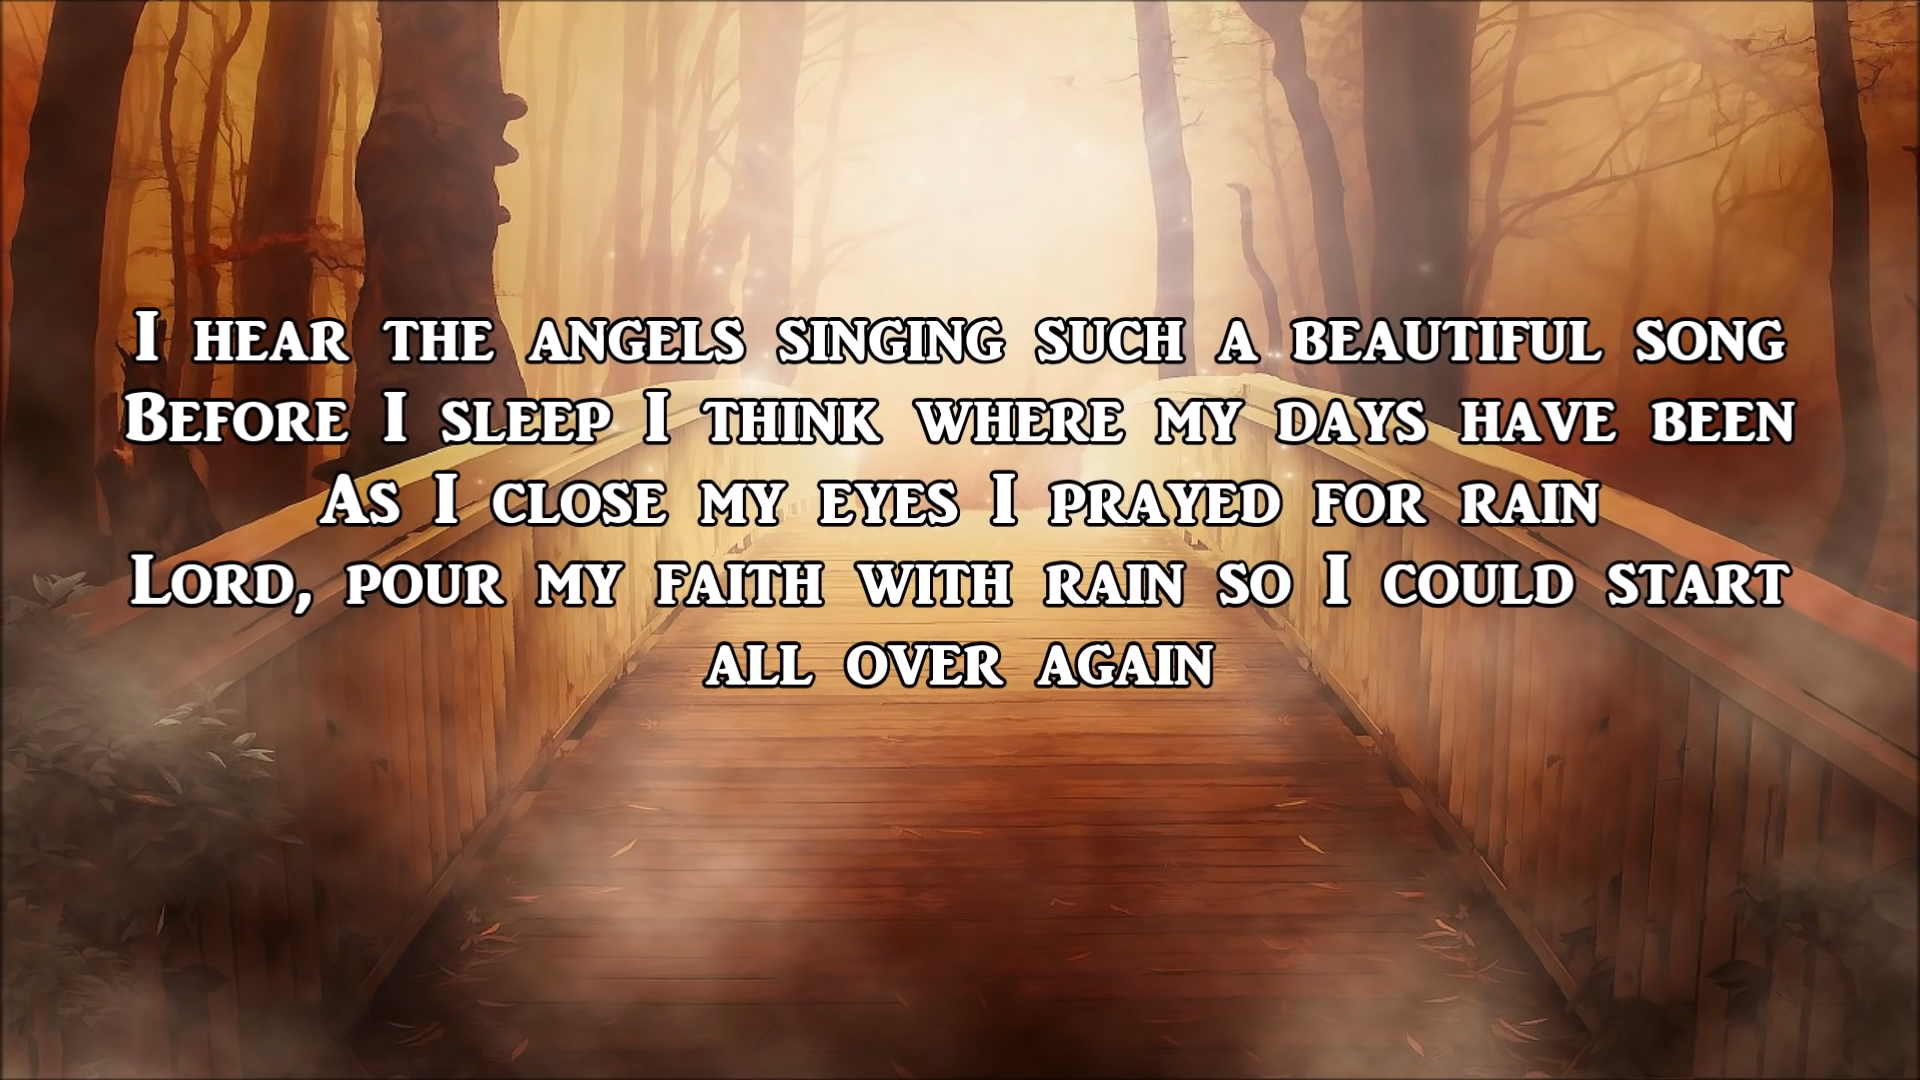 I hear the angels singing such a beautiful song
Before I sleep I think where my days have been
As I close my eyes I prayed for rain
Lord, pour my faith with rain so I could start
all over again